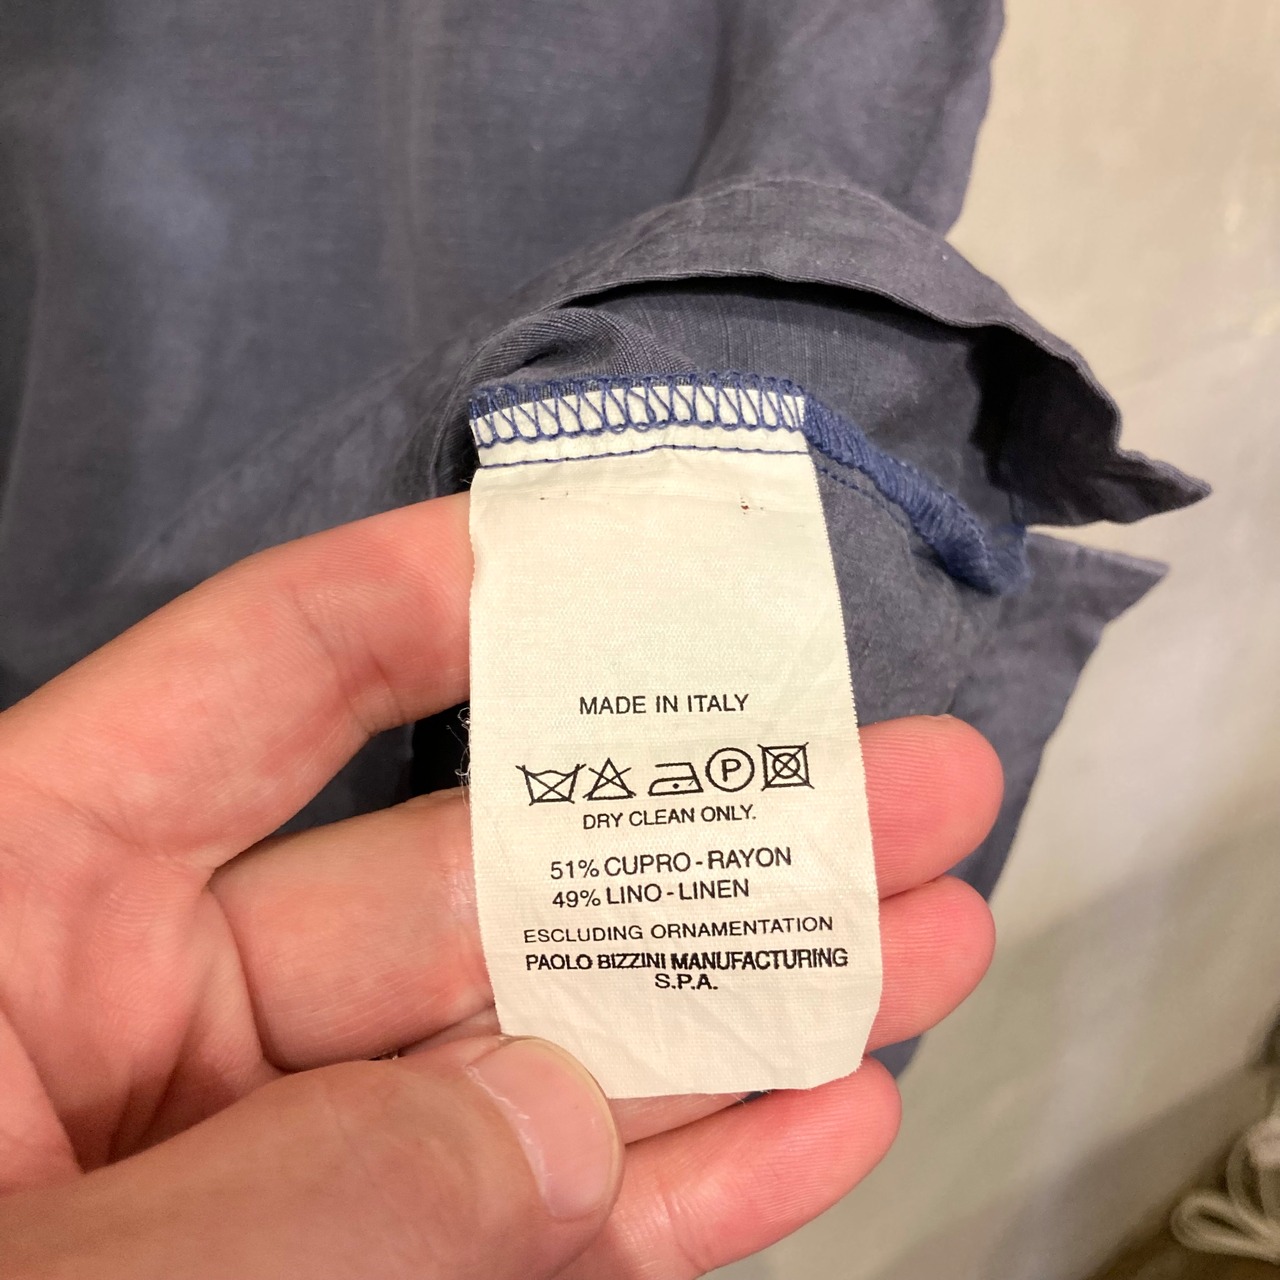 MADE IN ITALY
P
DRY CLEAN ONLY.
51% CUPRO-RAYON
49% LINO-LINEN
ESCLUDING ORNAMENTATION
PAOLO BIZZINI MANUFACTURING
S.P.A.